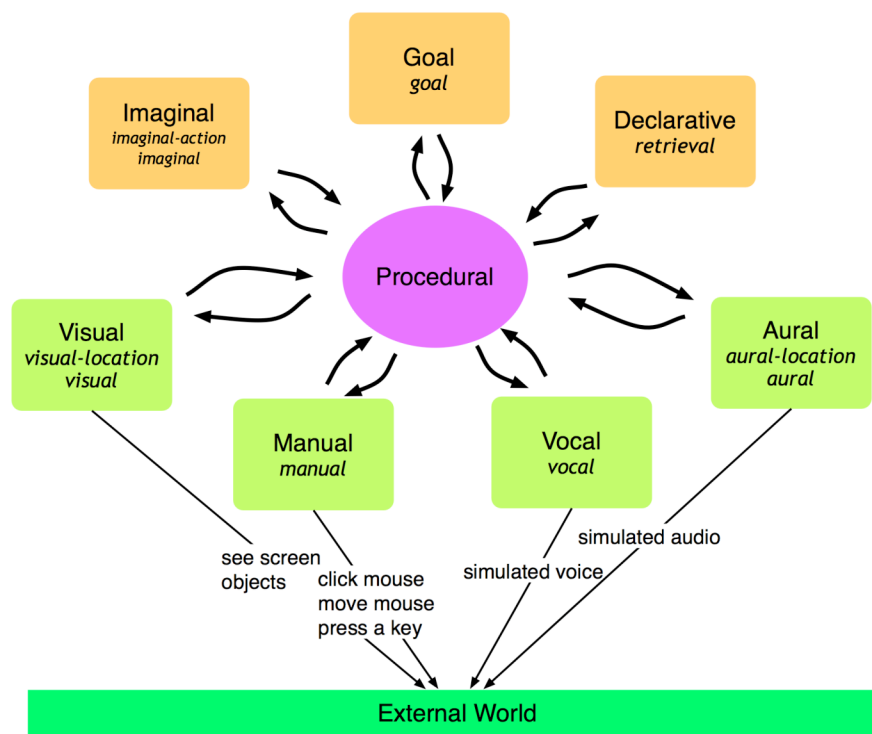 Goal
goal
Imaginal
imaginal-action
imaginal
Declarative
retrieval
Procedural
Visual
visual-location
visual
Aural
aural-location
aural
Manual
manual
Vocal
vocal
see screen
objects
click mouse
move mouse
press a key
simulated voice
simulated audio
External World